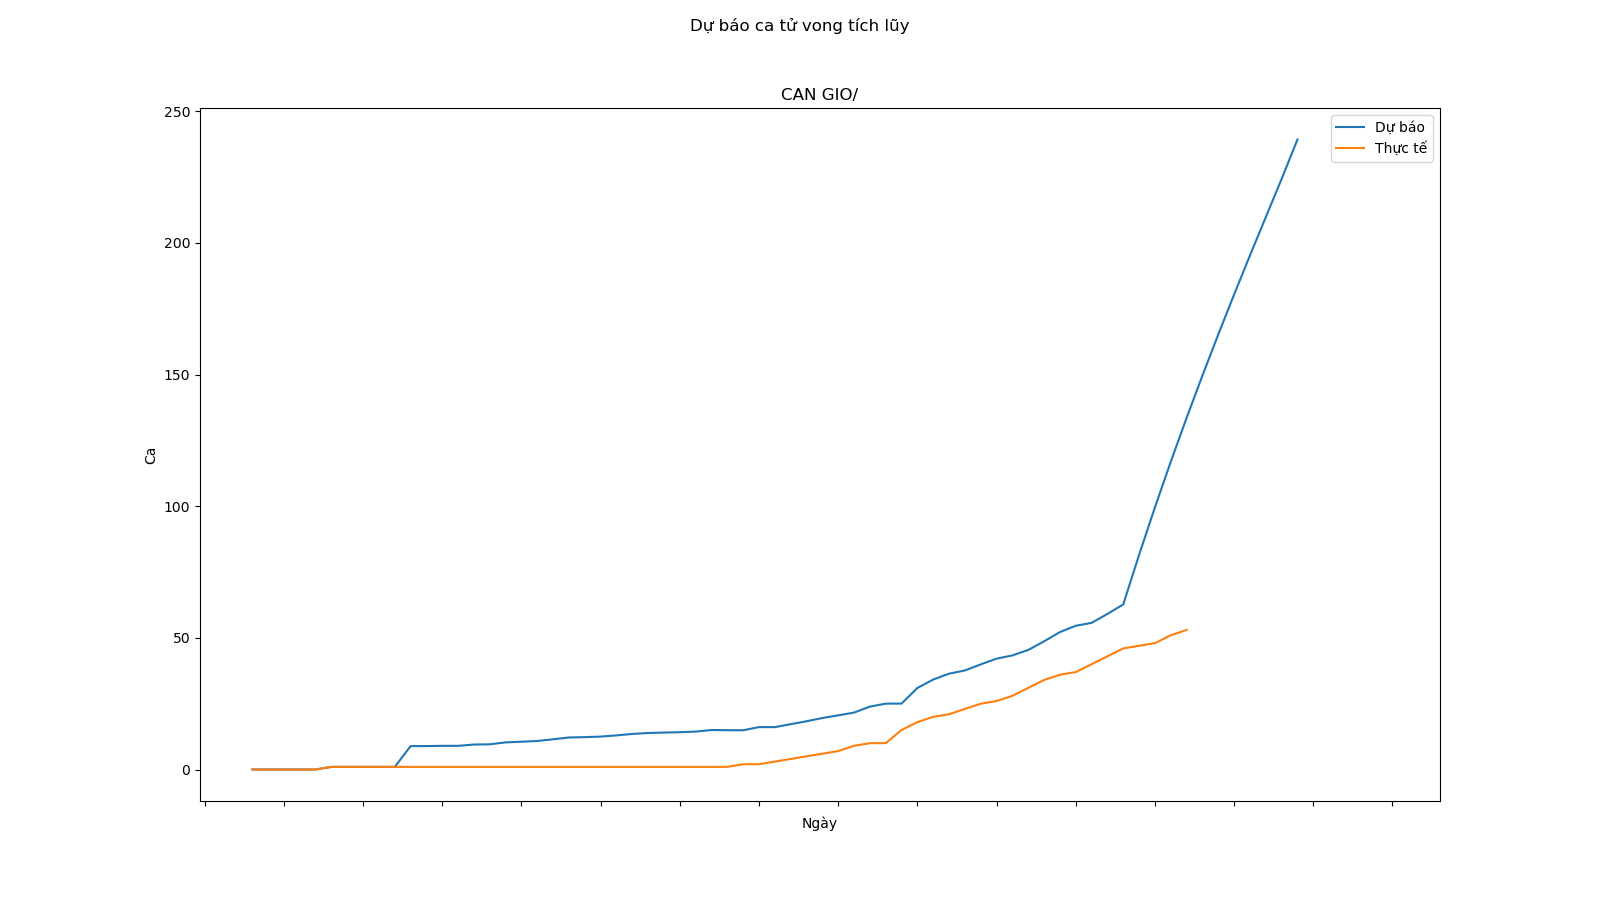 Dự báo ca tử vong tích lũy
CAN GIO/
250
200
150
100
50
0
Ca
Ngày
Dự báo
Thực tế